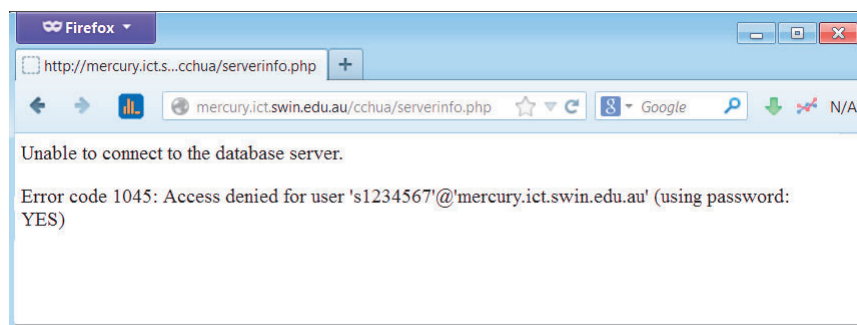 Firefox
http://mercury.ict.s...cchua/serverinfo.php
mercury.ict.swin.edu.au/cchua/serverinfo.php
8
Google
N/A
Unable to connect to the database server.
Error code 1045: Access denied for user 's1234567'@'mercury.ict.swin.edu.au' (using password:
YES)